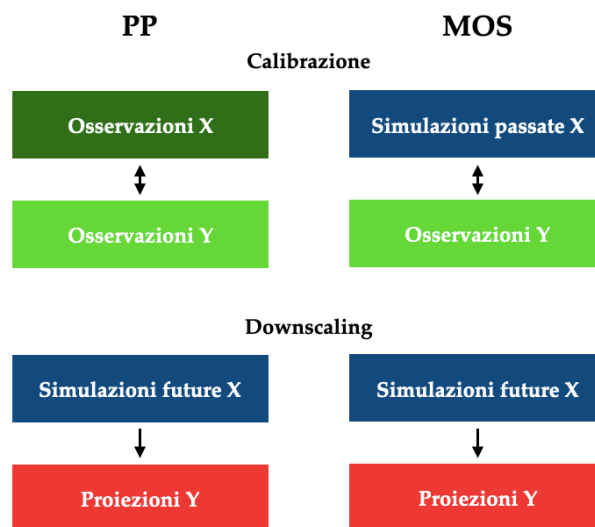 PP
MOS
Calibrazione
Osservazioni X
Simulazioni passate X
Osservazioni Y
Osservazioni Y
Downscaling
Simulazioni future X
Simulazioni future X
Proiezioni Y
Proiezioni Y